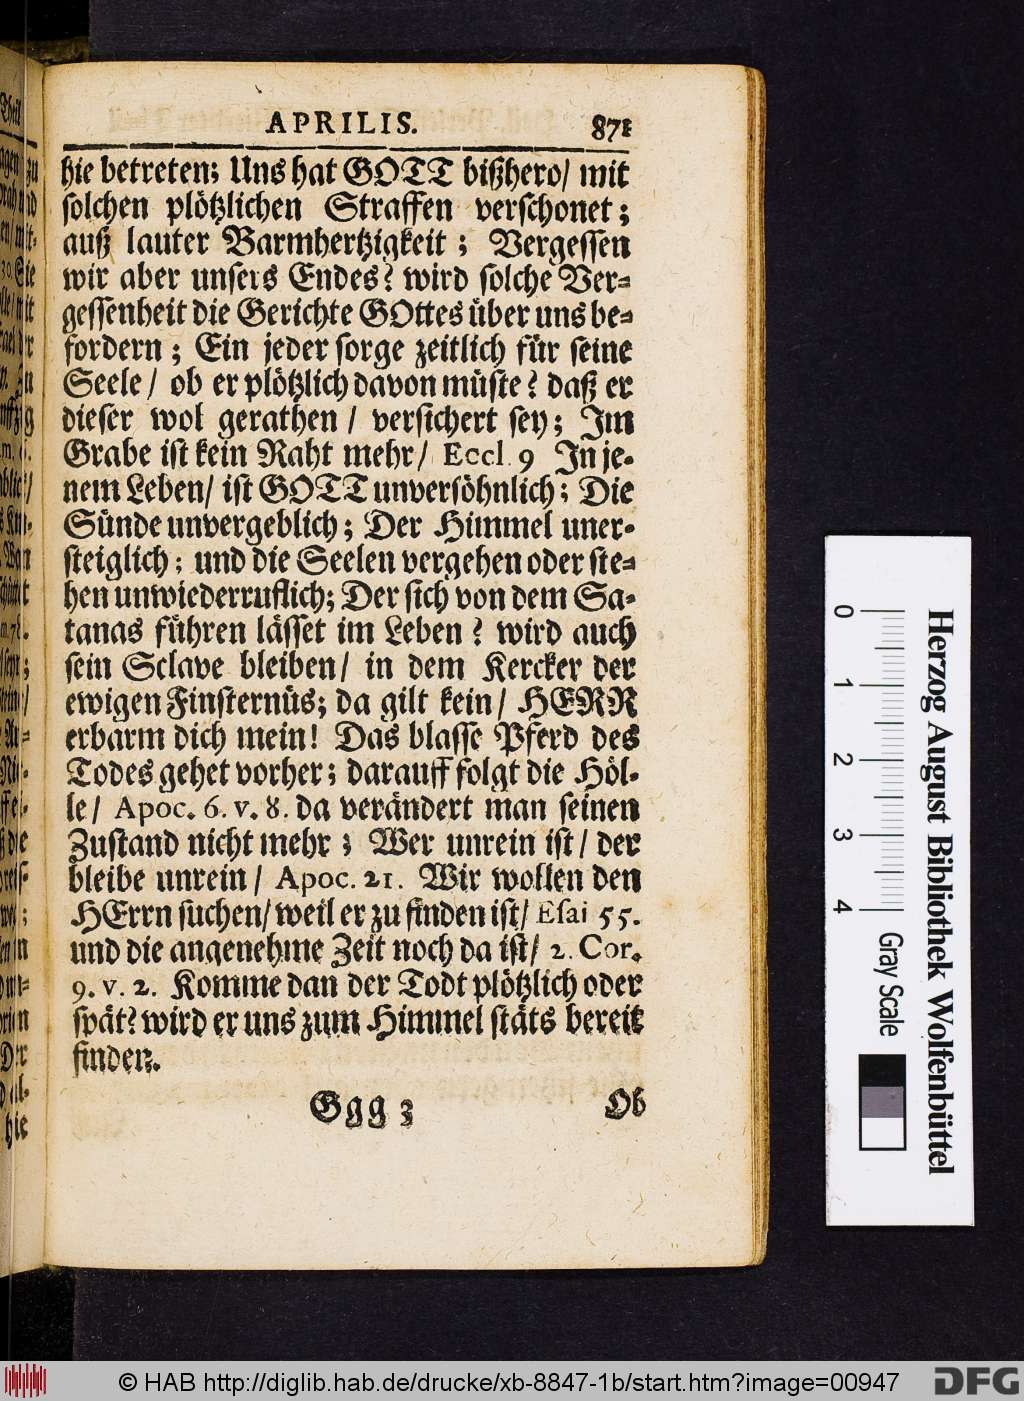 APRILIS. 871
hie betreten; Uns hat GOTT bißhero/ mit
solchen plötzlichen Straffen verschonet;
auß lauter Barmhertzigkeit; Vergessen
wir aber unsers Endes? wird solche Ver-
gessenheit die Gerichte GOttes über uns be-
fordern; Ein jeder sorge zeitlich für seine
Seele/ ob er plötzlich davon müste? daß er
dieser wol gerathen/ versichert sey; Im
Grabe ist kein Raht mehr/ Eccl. 9 In je-
nem Leben/ ist GOTT unversöhnlich; Die
Sünde unvergeblich; Der Himmel uner-
steiglich; und die Seelen vergehen oder ste-
hen unwiederruflich; Der sich von dem Sa-
tanas führen lässet im Leben? wird auch
sein Sclave bleiben/ in dem Kercker der
ewigen Finsternüs; da gilt kein/ HERR
erbarm dich mein! Das blasse Pferd des
Todes gehet vorher; darauff folgt die Höl-
le/ Apoc. 6. v. 8. da verändert man seinen
Zustand nicht mehr; Wer unrein ist/ der
bleibe unrein/ Apoc. 21. Wir wollen den
HErrn suchen/ weil er zu finden ist/ Esai 55.
und die angenehme Zeit noch da ist/ 2. Cor.
9. v. 2. Komme dan der Todt plötzlich oder
spät? wird er uns zum Himmel stäts bereit
finden.
Ggg 3 Ob
Herzog August Bibliothek Wolfenbüttel
0 1 2 3 4 Gray Scale
© HAB http://diglib.hab.de/drucke/xb-8847-1b/start.htm?image=00947
DFG